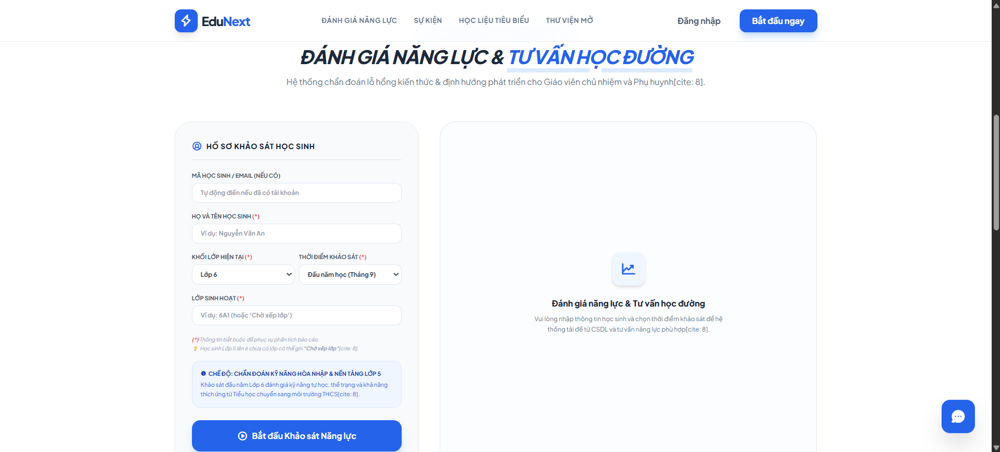 EduNext
ĐÁNH GIÁ NĂNG LỰC
SỰ KIỆN
HỌC LIỆU TIÊU BIỂU
THƯ VIỆN MỞ
Đăng nhập
Bắt đầu ngay
ĐÁNH GIÁ NĂNG LỰC & TƯ VẤN HỌC ĐƯỜNG
Hệ thống chẩn đoán lỗ hổng kiến thức & định hướng phát triển cho Giáo viên chủ nhiệm và Phụ huynh[cite: 8].
HỒ SƠ KHẢO SÁT HỌC SINH
MÃ HỌC SINH / EMAIL (NẾU CÓ)
Tự động điền nếu đã có tài khoản
HỌ VÀ TÊN HỌC SINH (*)
Ví dụ: Nguyễn Văn An
KHỐI LỚP HIỆN TẠI (*)
THỜI ĐIỂM KHẢO SÁT (*)
Lớp 6
Đầu năm học (Tháng 9)
LỚP SINH HOẠT (*)
Ví dụ: 6A1 (hoặc 'Chờ xếp lớp')
(*) Thông tin bắt buộc để phục vụ phân tích báo cáo.
💡 Học sinh Lớp 5 lên 6 chưa có lớp có thể ghi "Chờ xếp lớp"[cite: 8].
CHẾ ĐỘ: CHẨN ĐOÁN KỸ NĂNG HÒA NHẬP & NỀN TẢNG LỚP 5
Khảo sát đầu năm Lớp 6 đánh giá kỹ năng tự học, thể trạng và khả năng
thích ứng từ Tiểu học chuyển sang môi trường THCS[cite: 8].
Bắt đầu Khảo sát Năng lực
Đánh giá năng lực & Tư vấn học đường
Vui lòng nhập thông tin học sinh và chọn thời điểm khảo sát để hệ
thống tải đề từ CSDL và tư vấn năng lực phù hợp[cite: 8].